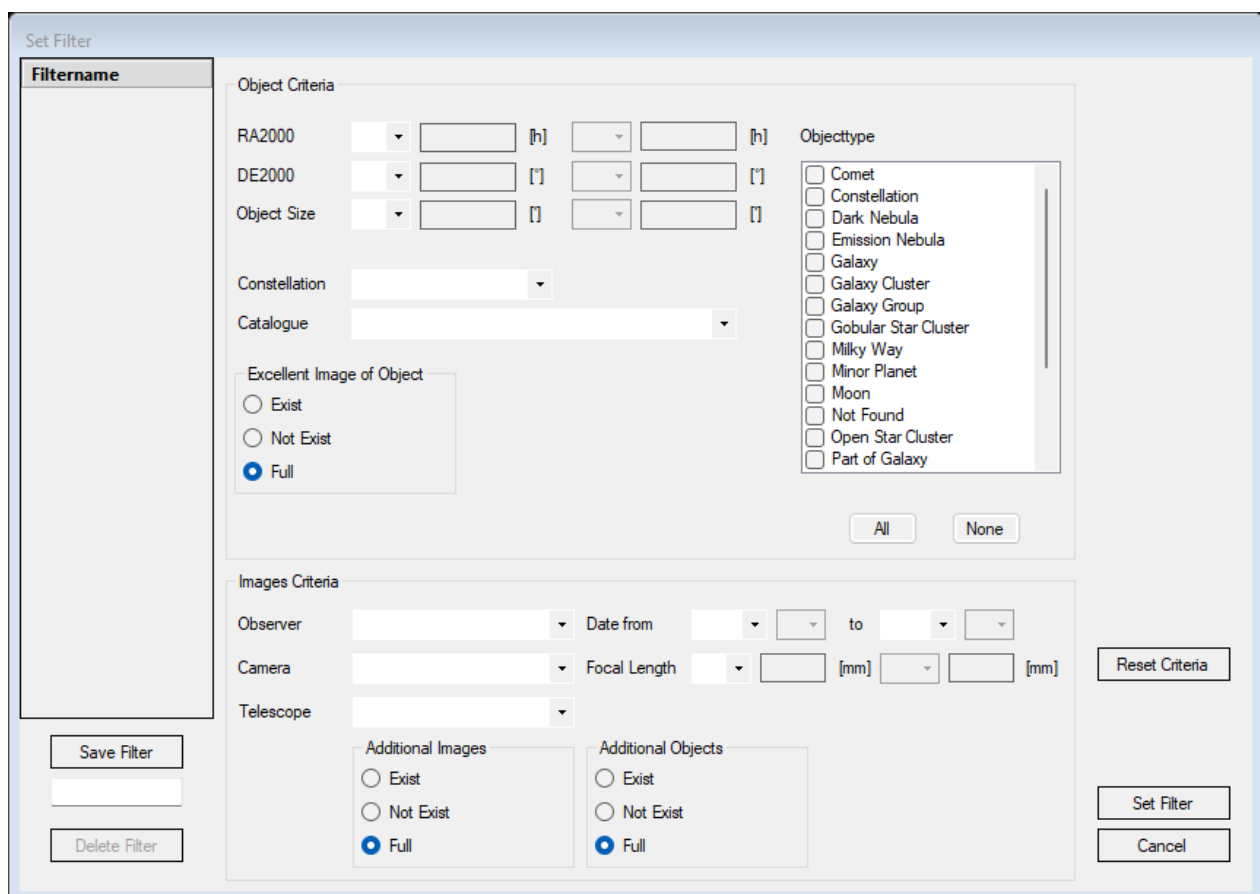 Set Filter
Filtername
Object Criteria
RA2000 [h] [h] Objecttype
DE2000 [°] [°]
Object Size ['] [']
Comet
Constellation
Dark Nebula
Emission Nebula
Galaxy
Galaxy Cluster
Galaxy Group
Gobular Star Cluster
Milky Way
Minor Planet
Moon
Not Found
Open Star Cluster
Part of Galaxy
Constellation
Catalogue
Excellent Image of Object
Exist
Not Exist
Full
All None
Images Criteria
Observer Date from to
Camera Focal Length [mm] [mm]
Telescope
Additional Images
Exist
Not Exist
Full
Additional Objects
Exist
Not Exist
Full
Save Filter
Delete Filter
Reset Criteria
Set Filter
Cancel